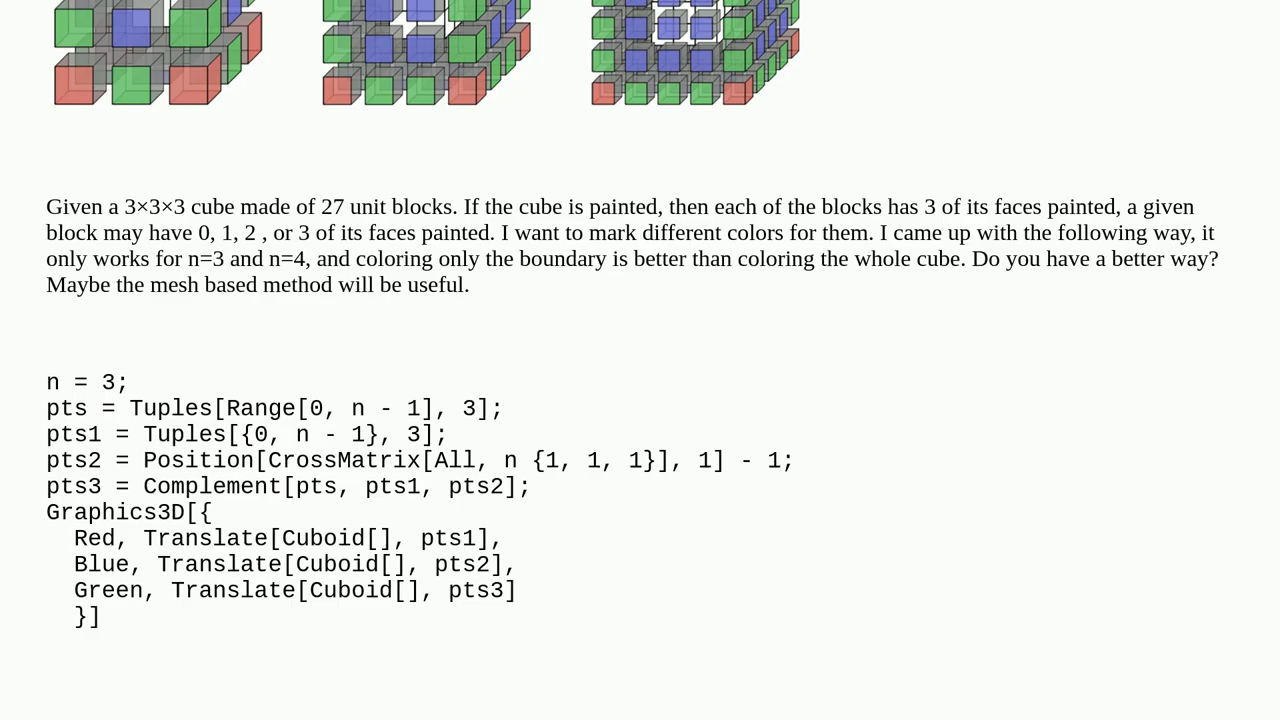 Given a 3×3×3 cube made of 27 unit blocks. If the cube is painted, then each of the blocks has 3 of its faces painted, a given
block may have 0, 1, 2 , or 3 of its faces painted. I want to mark different colors for them. I came up with the following way, it
only works for n=3 and n=4, and coloring only the boundary is better than coloring the whole cube. Do you have a better way?
Maybe the mesh based method will be useful.
n = 3;
pts = Tuples[Range[0, n - 1], 3];
pts1 = Tuples[{0, n - 1}, 3];
pts2 = Position[CrossMatrix[All, n {1, 1, 1}], 1] - 1;
pts3 = Complement[pts, pts1, pts2];
Graphics3D[{
  Red, Translate[Cuboid[], pts1],
  Blue, Translate[Cuboid[], pts2],
  Green, Translate[Cuboid[], pts3]
  }]